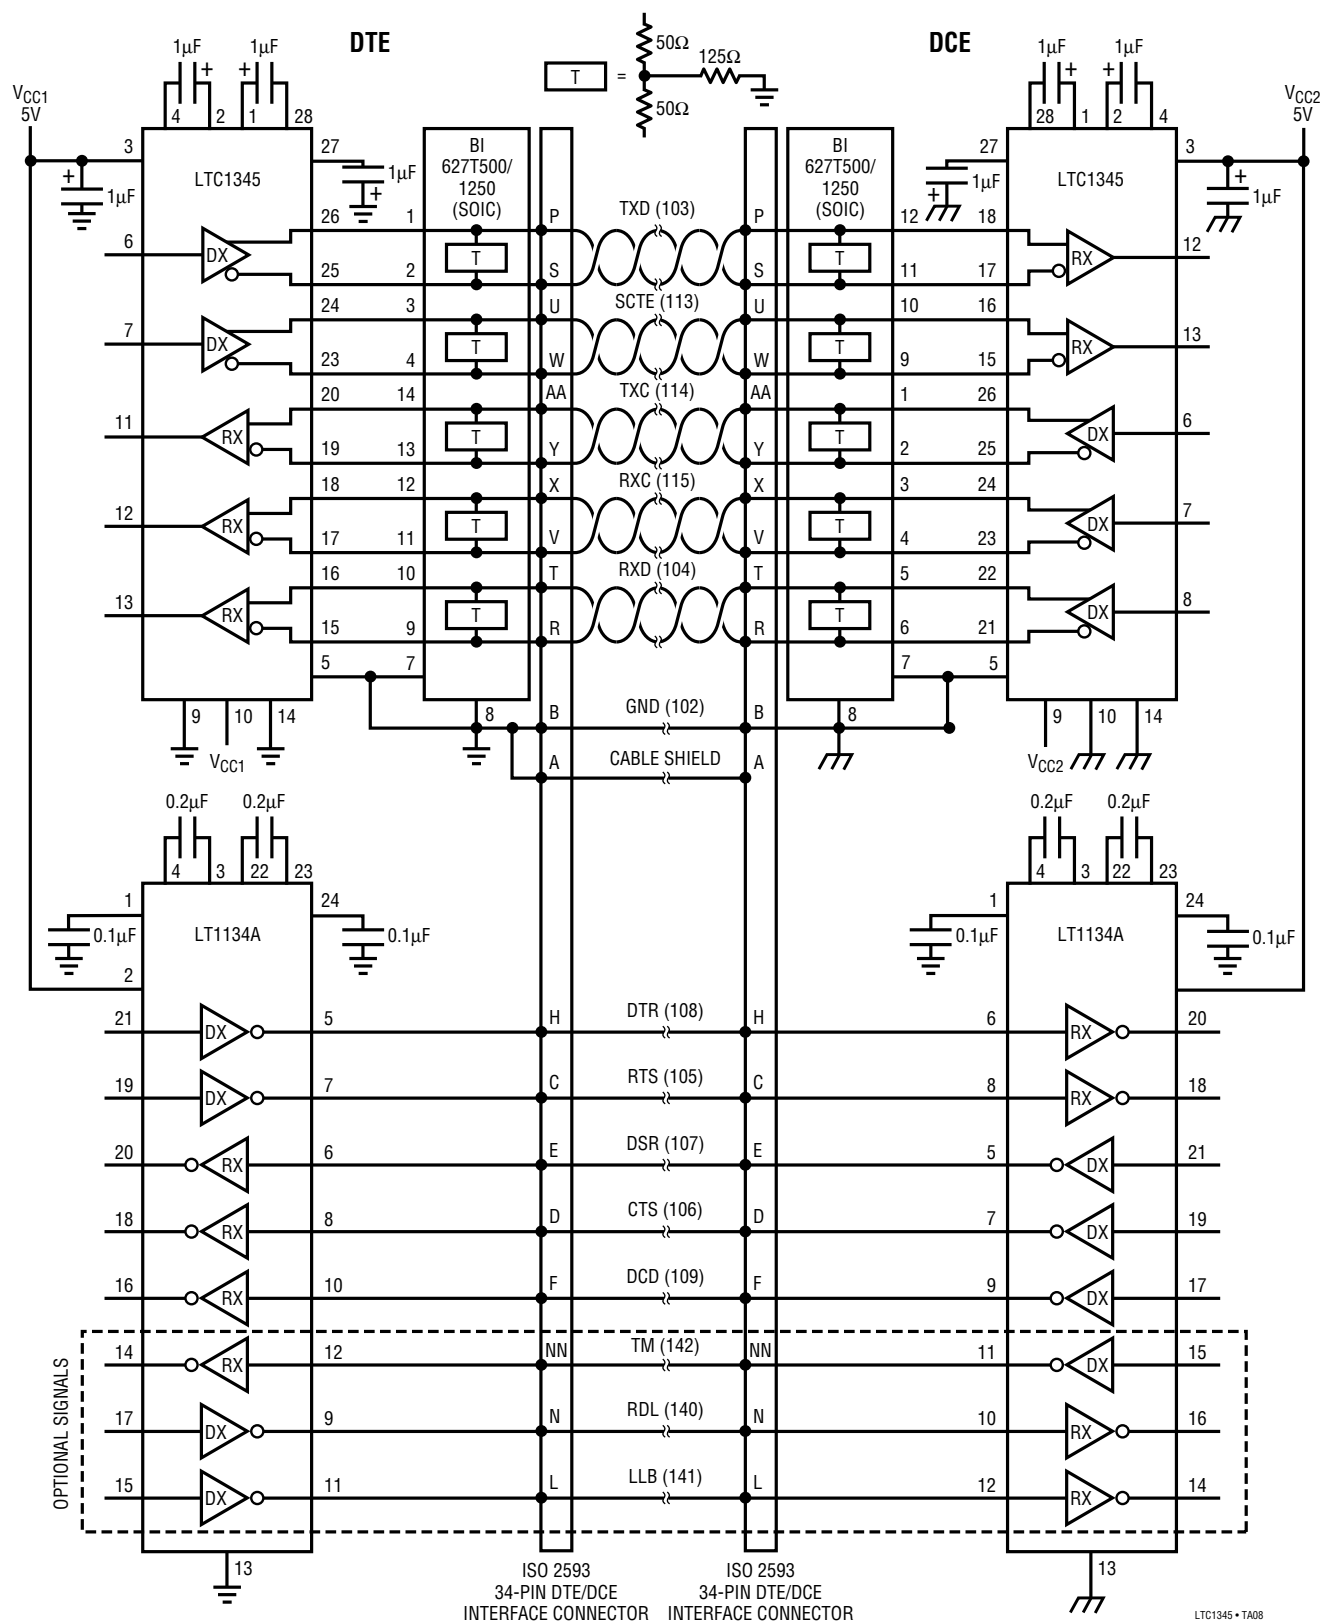 DTE
DCE
1µF
1µF
50Ω
125Ω
50Ω
T
=
1µF
1µF
VCC1
5V
VCC2
5V
4
2
1
28
28
1
2
4
3
27
27
3
LTC1345
LTC1345
+
+
+
+
+
1µF
+
1µF
+
1µF
+
1µF
BI
627T500/
1250
(SOIC)
BI
627T500/
1250
(SOIC)
6
DX
26
1
P
TXD (103)
P
12
18
RX
12
T
T
25
2
S
S
11
17
7
DX
24
3
U
SCTE (113)
U
10
16
RX
13
T
T
23
4
W
W
9
15
11
RX
20
14
AA
TXC (114)
AA
1
26
DX
6
T
T
19
13
Y
Y
2
25
12
RX
18
12
X
RXC (115)
X
3
24
DX
7
T
T
17
11
V
V
4
23
13
RX
16
10
T
RXD (104)
T
5
22
DX
8
T
T
15
9
R
R
6
21
5
7
7
5
9
10
14
8
B
GND (102)
B
8
9
10
14
VCC1
A
CABLE SHIELD
A
VCC2
0.2µF
0.2µF
0.2µF
0.2µF
4
3
22
23
4
3
22
23
1
24
1
24
0.1µF
LT1134A
0.1µF
0.1µF
LT1134A
0.1µF
2
21
DX
5
H
DTR (108)
H
6
RX
20
19
DX
7
C
RTS (105)
C
8
RX
18
20
RX
6
E
DSR (107)
E
5
DX
21
18
RX
8
D
CTS (106)
D
7
DX
19
16
RX
10
F
DCD (109)
F
9
DX
17
OPTIONAL SIGNALS
14
RX
12
NN
TM (142)
NN
11
DX
15
17
DX
9
N
RDL (140)
N
10
RX
16
15
DX
11
L
LLB (141)
L
12
RX
14
13
13
ISO 2593
34-PIN DTE/DCE
INTERFACE CONNECTOR
ISO 2593
34-PIN DTE/DCE
INTERFACE CONNECTOR
LTC1345 • TA08